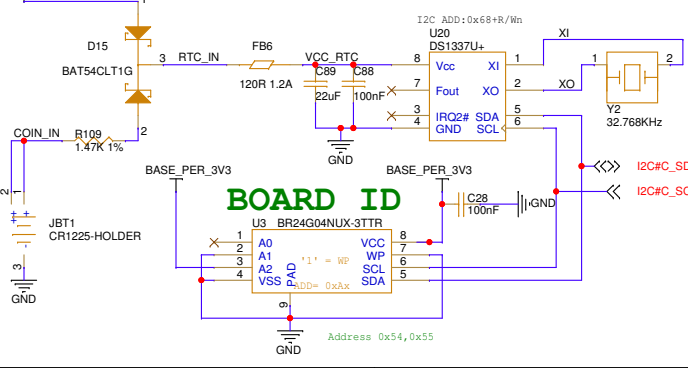 I2C ADD:0x68+R/Wn
U20
DS1337U+
XI
D15
RTC_IN
FB6
VCC_RTC
3
8
Vcc
XI
1
1
2
BAT54CLT1G
120R 1.2A
C89
22uF
C88
100nF
7
Fout
XO
2
XO
Y2
32.768KHz
3
IRQ2#
SDA
5
4
GND
SCL
6
COIN_IN
R109
1.47K 1%
2
GND
BASE_PER_3V3
BASE_PER_3V3
I2C#C_SD
I2C#C_SC
2
1
BOARD ID
C28
100nF
GND
JBT1
CR1225-HOLDER
U3
BR24G04NUX-3TTR
1
A0
VCC
8
2
A1
WP
7
3
A2
SCL
6
4
VSS
SDA
5
PAD
'1' = WP
ADD= 0xAx
3
GND
9
GND
Address 0x54,0x55